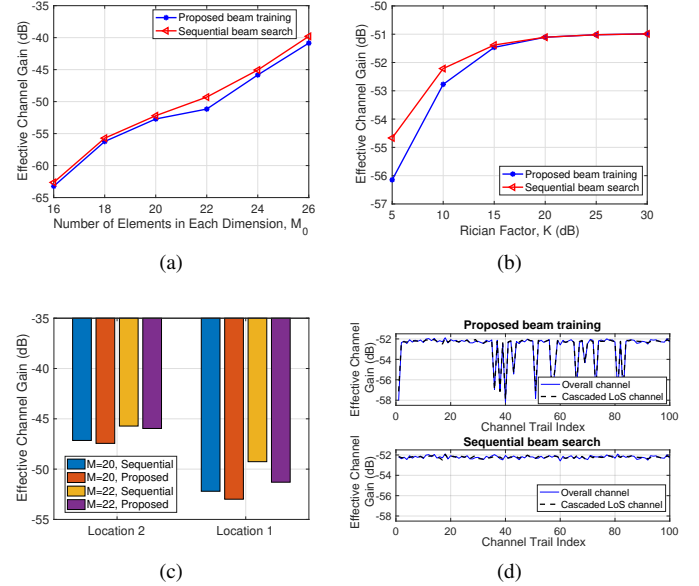 -35
-40
-45
-50
-55
-60
-65
Effective Channel Gain (dB)
Proposed beam training
Sequential beam search
16 18 20 22 24 26
Number of Elements in Each Dimension, M0
(a)
-50
-51
-52
-53
-54
-55
-56
-57
Effective Channel Gain (dB)
Proposed beam training
Sequential beam search
5 10 15 20 25 30
Rician Factor, K (dB)
(b)
-35
-40
-45
-50
-55
Effective Channel Gain (dB)
M=20, Sequential
M=20, Proposed
M=22, Sequential
M=22, Proposed
Location 2 Location 1
(c)
Proposed beam training
-52
-54
-56
-58
Effective Channel
Gain (dB)
Overall channel
Cascaded LoS channel
0 20 40 60 80 100
Channel Trail Index
Sequential beam search
-52
-54
-56
-58
Effective Channel
Gain (dB)
Overall channel
Cascaded LoS channel
0 20 40 60 80 100
Channel Trail Index
(d)